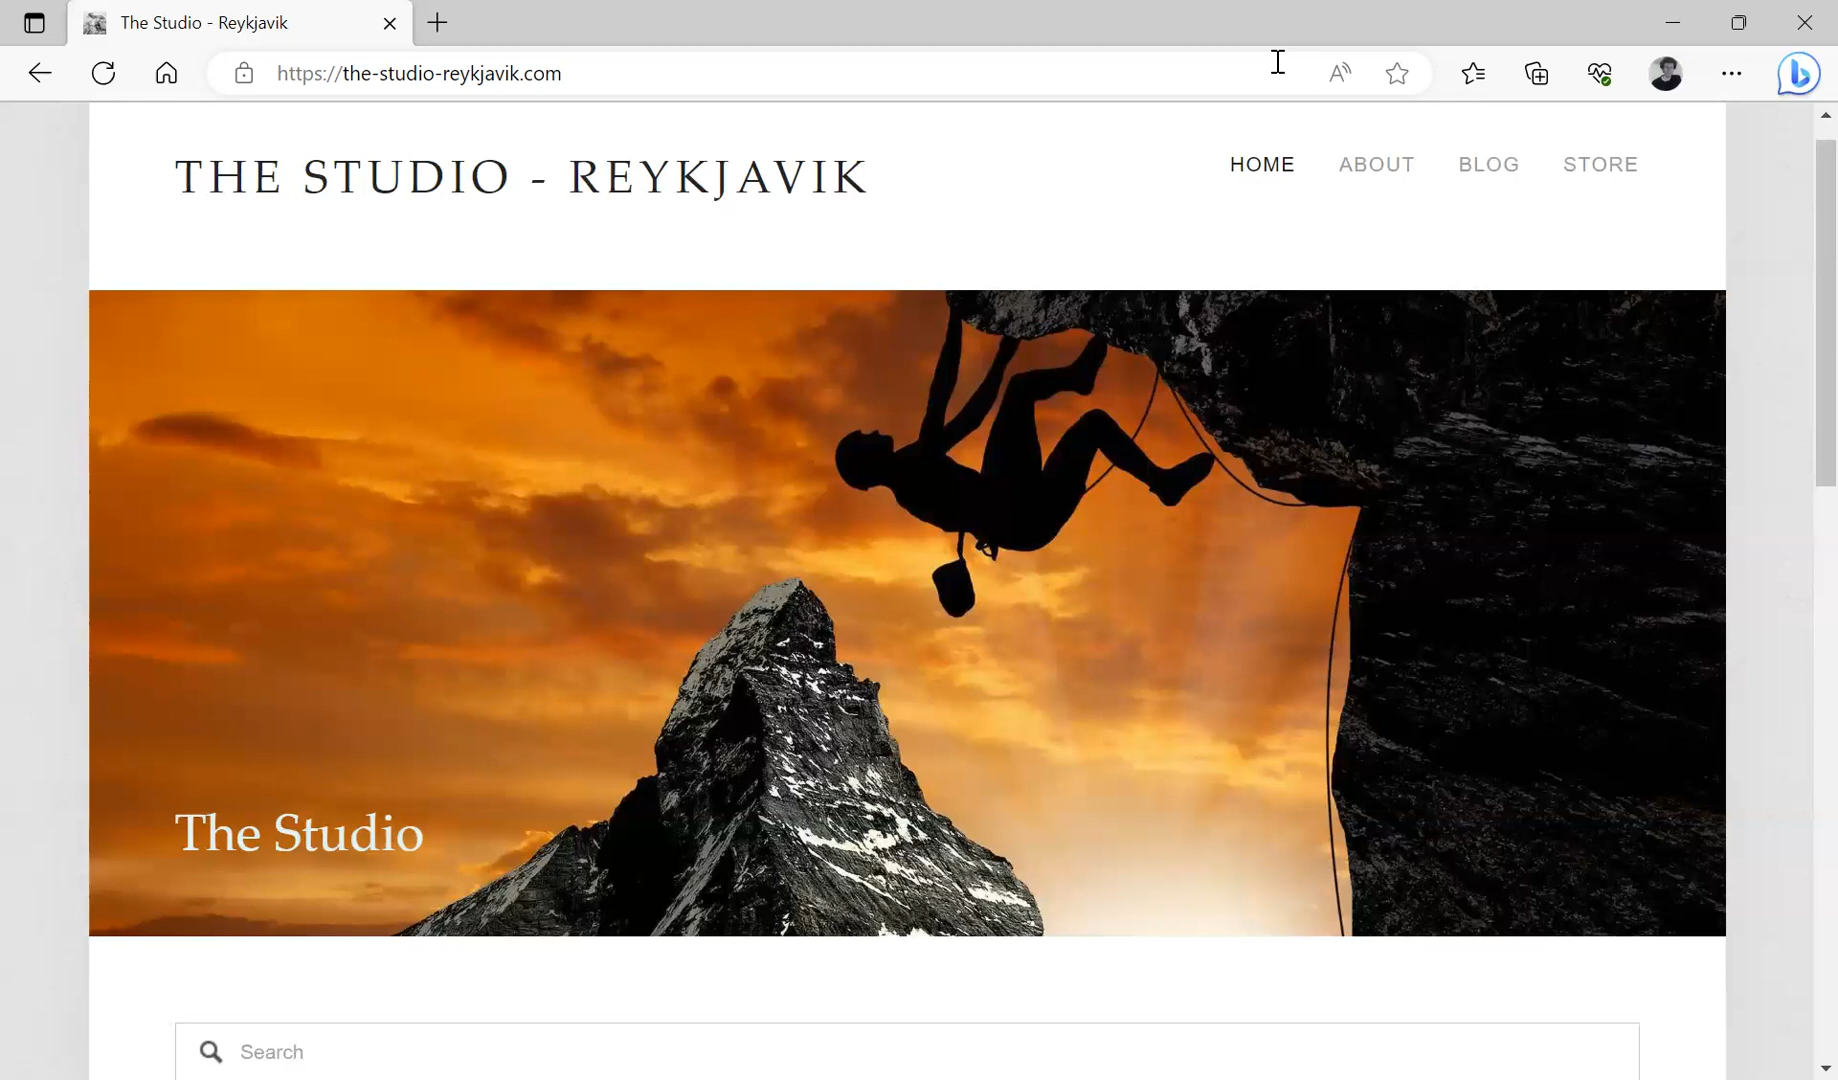 The Studio - Reykjavik
https://the-studio-reykjavik.com
THE STUDIO - REYKJAVIK
HOME ABOUT BLOG STORE
The Studio
Search